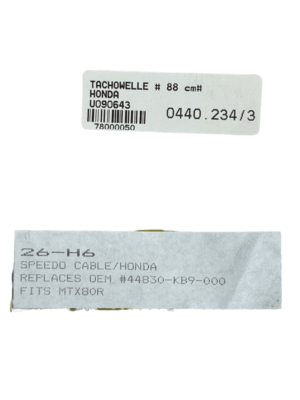 TACHOWELLE # 88 cm#
HONDA
U090643
78000050
0440.234/3
26-H6
SPEEDO CABLE/HONDA
REPLACES OEM #44830-KB9-000
FITS MTX80R